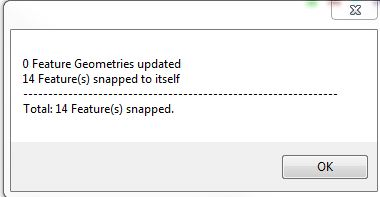 0 Feature Geometries updated
14 Feature(s) snapped to itself
------------------------------------------------------------------
Total: 14 Feature(s) snapped.
OK